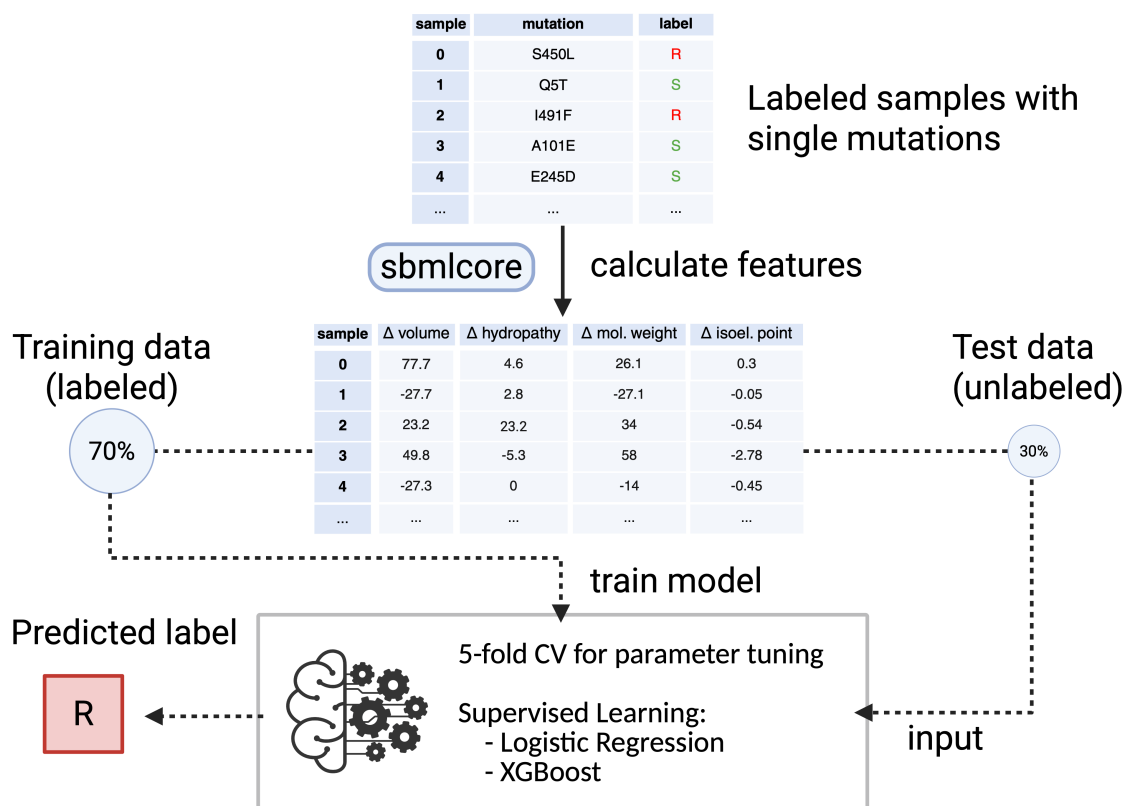 sample mutation label
0 S450L R
1 Q5T S
2 I491F R
3 A101E S
4 E245D S
... ... ...
Labeled samples with
single mutations
sbmlcore
calculate features
sample Δ volume Δ hydropathy Δ mol. weight Δ isoel. point
0 77.7 4.6 26.1 0.3
1 -27.7 2.8 -27.1 -0.05
2 23.2 23.2 34 -0.54
3 49.8 -5.3 58 -2.78
4 -27.3 0 -14 -0.45
... ... ... ... ...
Training data
(labeled)
70%
Test data
(unlabeled)
30%
train model
Predicted label
R
5-fold CV for parameter tuning
Supervised Learning:
- Logistic Regression
- XGBoost
input